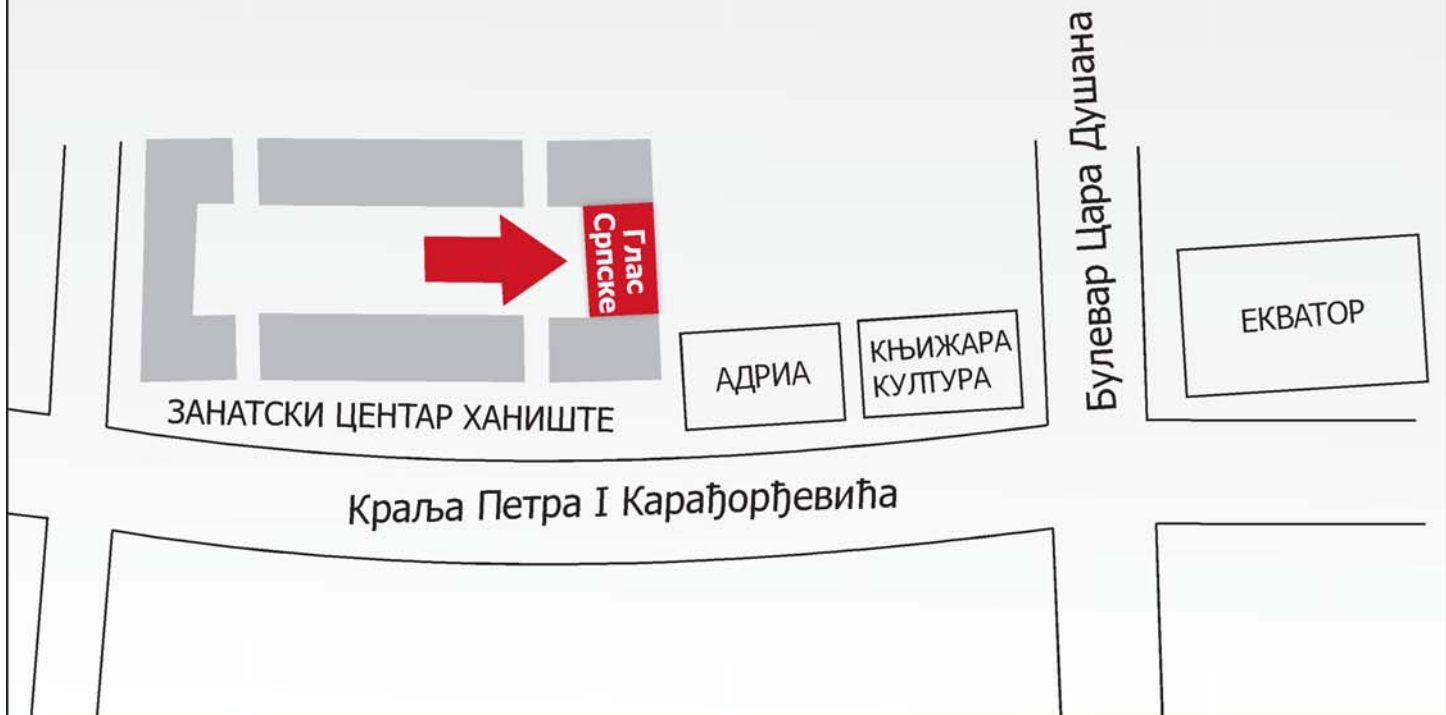 Булевар Цара Душана
Глас
Српске
АДРИА
КЊИЖАРА
КУЛТУРА
ЕКВАТОР
ЗАНАТСКИ ЦЕНТАР ХАНИШТЕ
Краља Петра I Карађорђевића